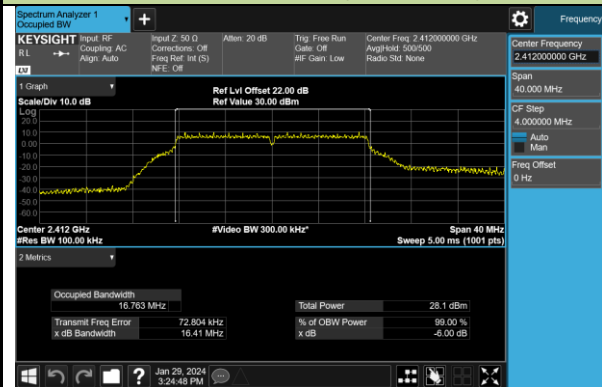 Spectrum Analyzer 1
Occupied BW
+
Frequency
KEYSIGHT
RL
LXI
Input: RF
Coupling: AC
Align: Auto
Input Z: 50 Ω
Corrections: Off
Freq Ref: Int (S)
NFE: Off
Atten: 20 dB
Trig: Free Run
Gate: Off
#IF Gain: Low
Center Freq: 2.412000000 GHz
Avg|Hold: 500/500
Radio Std: None
Center Frequency
2.412000000 GHz
Span
40.000 MHz
CF Step
4.000000 MHz
Auto
Man
Freq Offset
0 Hz
1 Graph
Scale/Div 10.0 dB
Ref Lvl Offset 22.00 dB
Ref Value 30.00 dBm
Log
20.0
10.0
0.00
-10.0
-20.0
-30.0
-40.0
-50.0
-60.0
Center 2.412 GHz
#Res BW 100.00 kHz
#Video BW 300.00 kHz*
Span 40 MHz
Sweep 5.00 ms (1001 pts)
2 Metrics
Occupied Bandwidth
16.763 MHz
Total Power 28.1 dBm
Transmit Freq Error 72.804 kHz
% of OBW Power 99.00 %
x dB Bandwidth 16.41 MHz
x dB -6.00 dB
?
Jan 29, 2024
3:24:48 PM